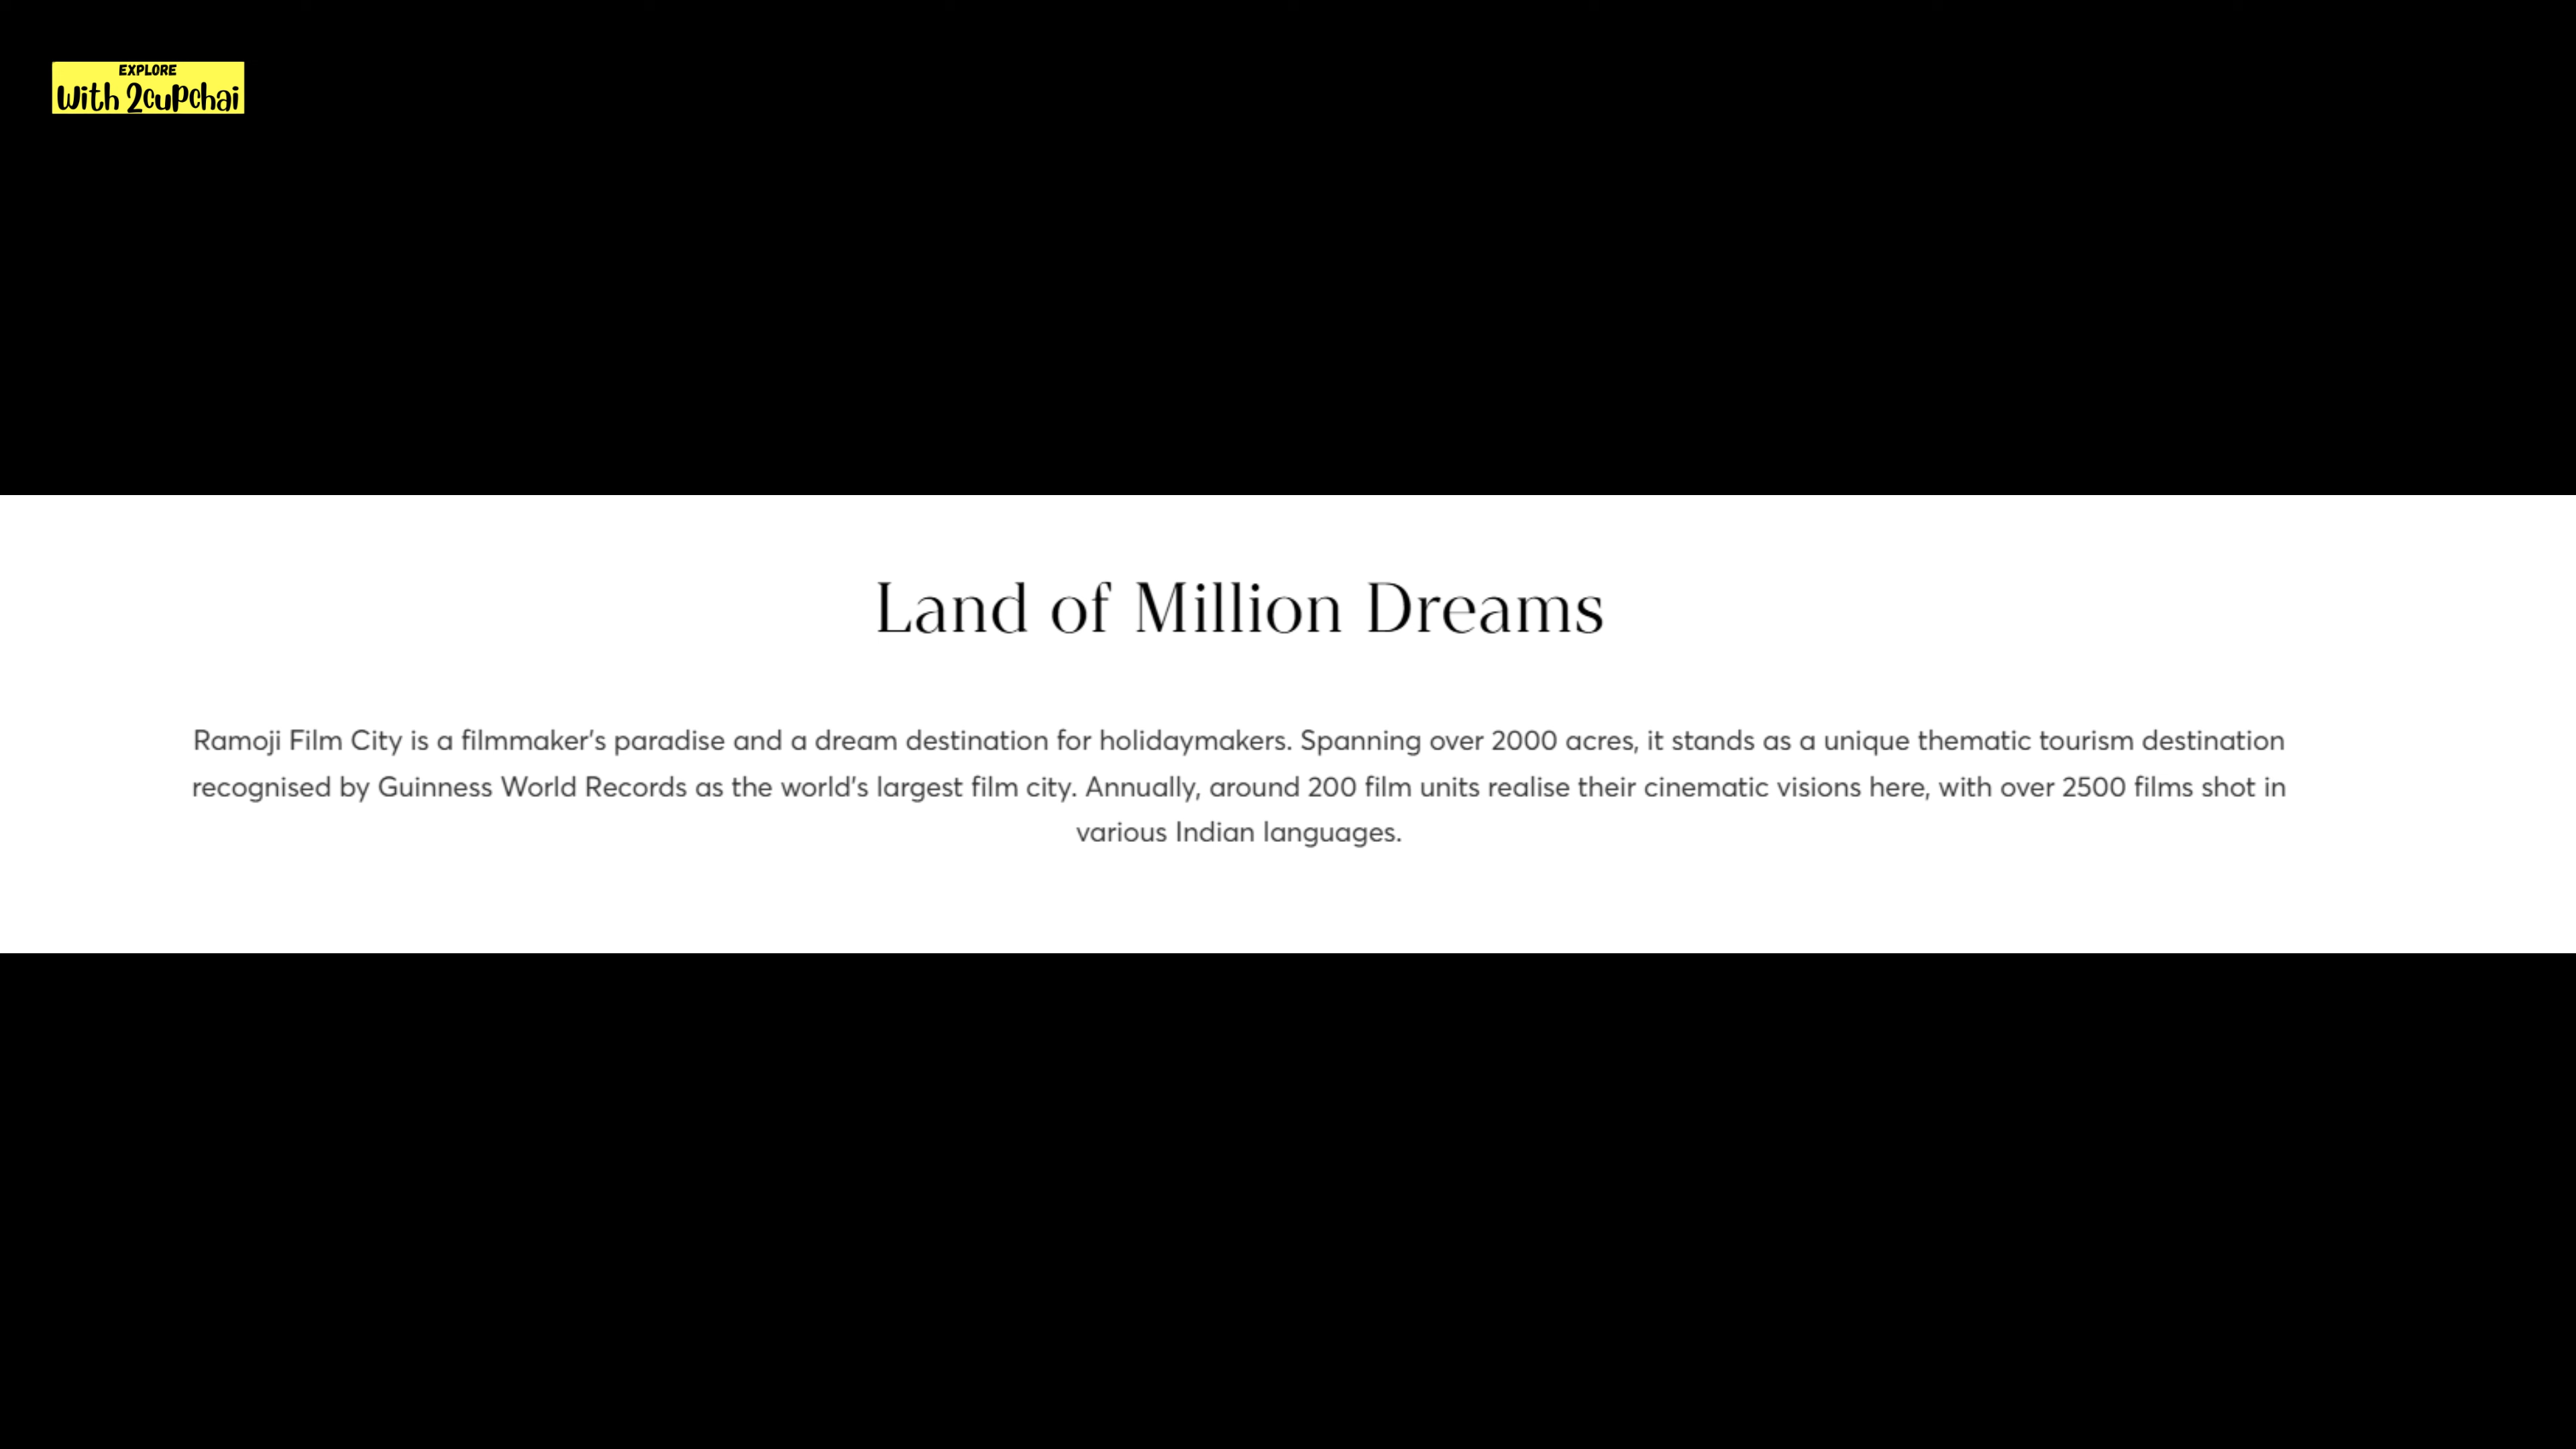 EXPLORE
with 2cupchai
Land of Million Dreams
Ramoji Film City is a filmmaker's paradise and a dream destination for holidaymakers. Spanning over 2000 acres, it stands as a unique thematic tourism destination
recognised by Guinness World Records as the world's largest film city. Annually, around 200 film units realise their cinematic visions here, with over 2500 films shot in
various Indian languages.